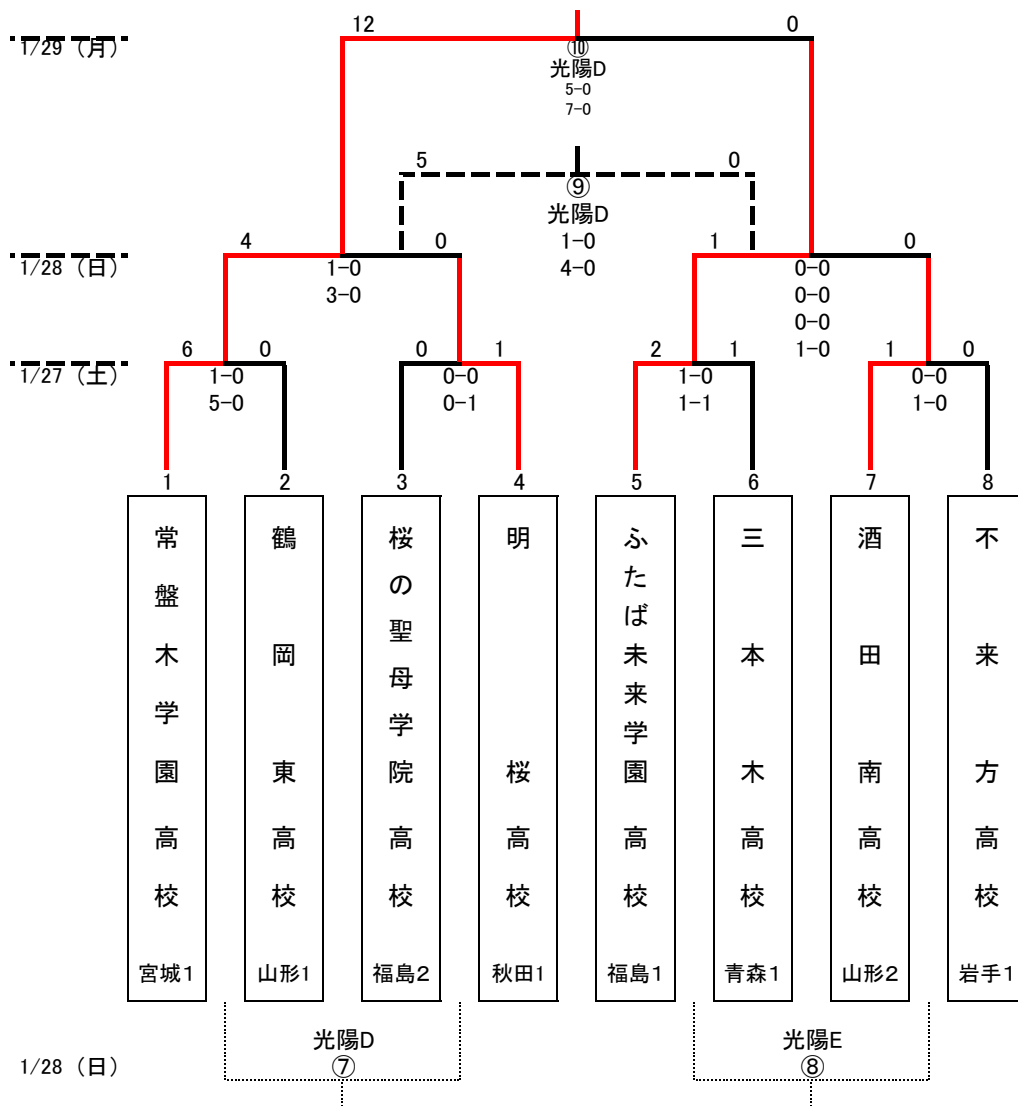 12 0
1/29（月）
⑩
光陽D
5-0
7-0
5 0
⑨
光陽D
4 0 1-0 1 0
1/28（日）
1-0 4-0 0-0
3-0 0-0
0-0
6 0 0 1 2 1 1-0 1 0
1/27（土）
1-0 0-0 1-0 0-0
5-0 0-1 1-1 1-0
1 2 3 4 5 6 7 8
常盤木学園高校
鶴岡東高校
桜の聖母学院高校
明桜高校
ふたば未来学園高校
三本木高校
酒田南高校
不来方高校
宮城1 山形1 福島2 秋田1 福島1 青森1 山形2 岩手1
光陽D 光陽E
1/28（日） ⑦ ⑧